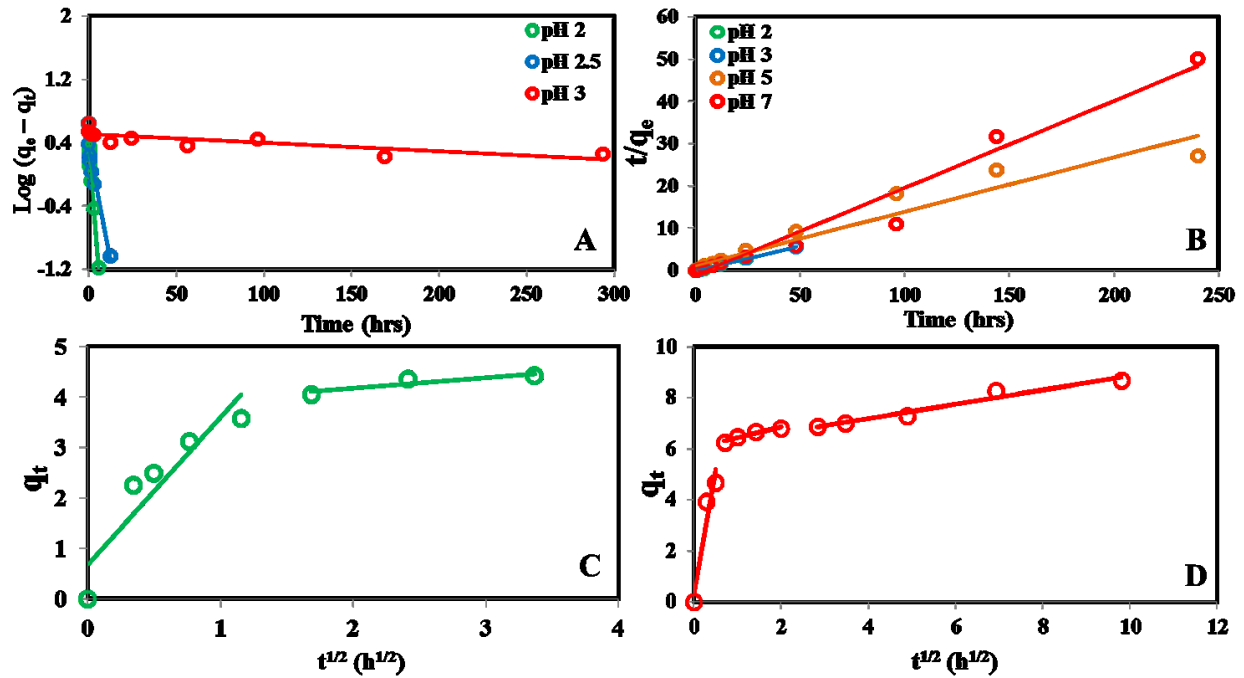 2
1.2
0.4
-0.4
-1.2
Log (qₑ – qₜ)
pH 2
pH 2.5
pH 3
A
0 50 100 150 200 250 300
Time (hrs)
60
50
40
30
20
10
0
t/qₑ
pH 2
pH 3
pH 5
pH 7
B
0 50 100 150 200 250
Time (hrs)
5
4
3
2
1
0
qₜ
C
0 1 2 3 4
t¹/² (h¹/²)
10
8
6
4
2
0
qₜ
D
0 2 4 6 8 10 12
t¹/² (h¹/²)